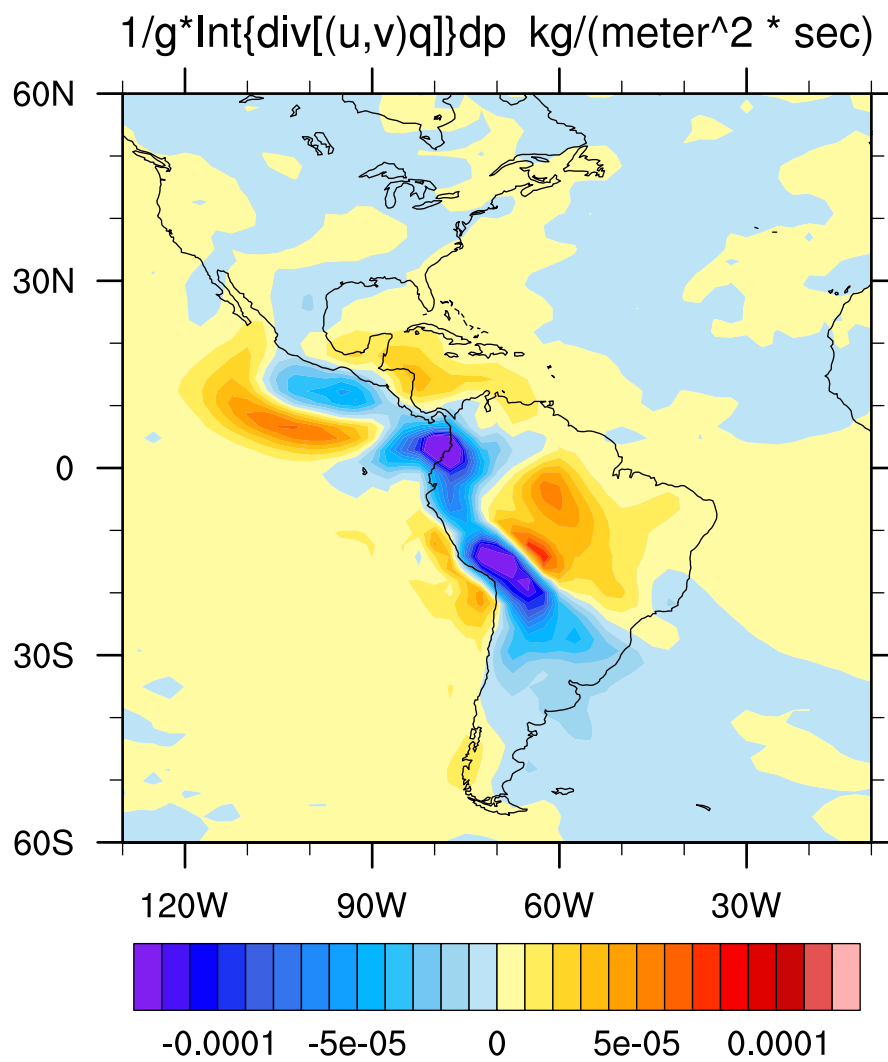 1/g*Int{div[(u,v)q]}dp  kg/(meter^2 * sec)
60N
30N
0
30S
60S
120W 90W 60W 30W
-0.0001 -5e-05 0 5e-05 0.0001